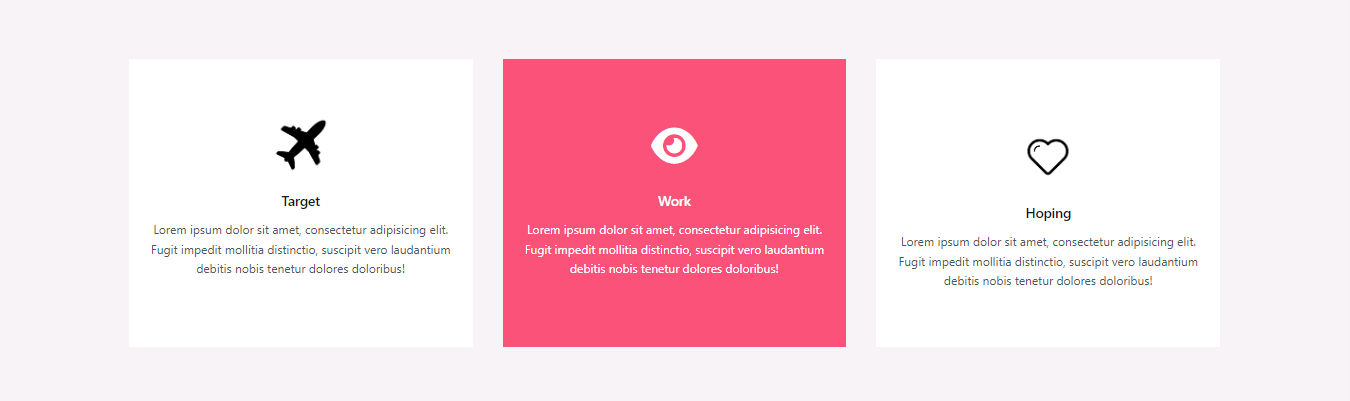 Target
Lorem ipsum dolor sit amet, consectetur adipisicing elit.
Fugit impedit mollitia distinctio, suscipit vero laudantium
debitis nobis tenetur dolores doloribus!
Work
Lorem ipsum dolor sit amet, consectetur adipisicing elit.
Fugit impedit mollitia distinctio, suscipit vero laudantium
debitis nobis tenetur dolores doloribus!
Hoping
Lorem ipsum dolor sit amet, consectetur adipisicing elit.
Fugit impedit mollitia distinctio, suscipit vero laudantium
debitis nobis tenetur dolores doloribus!